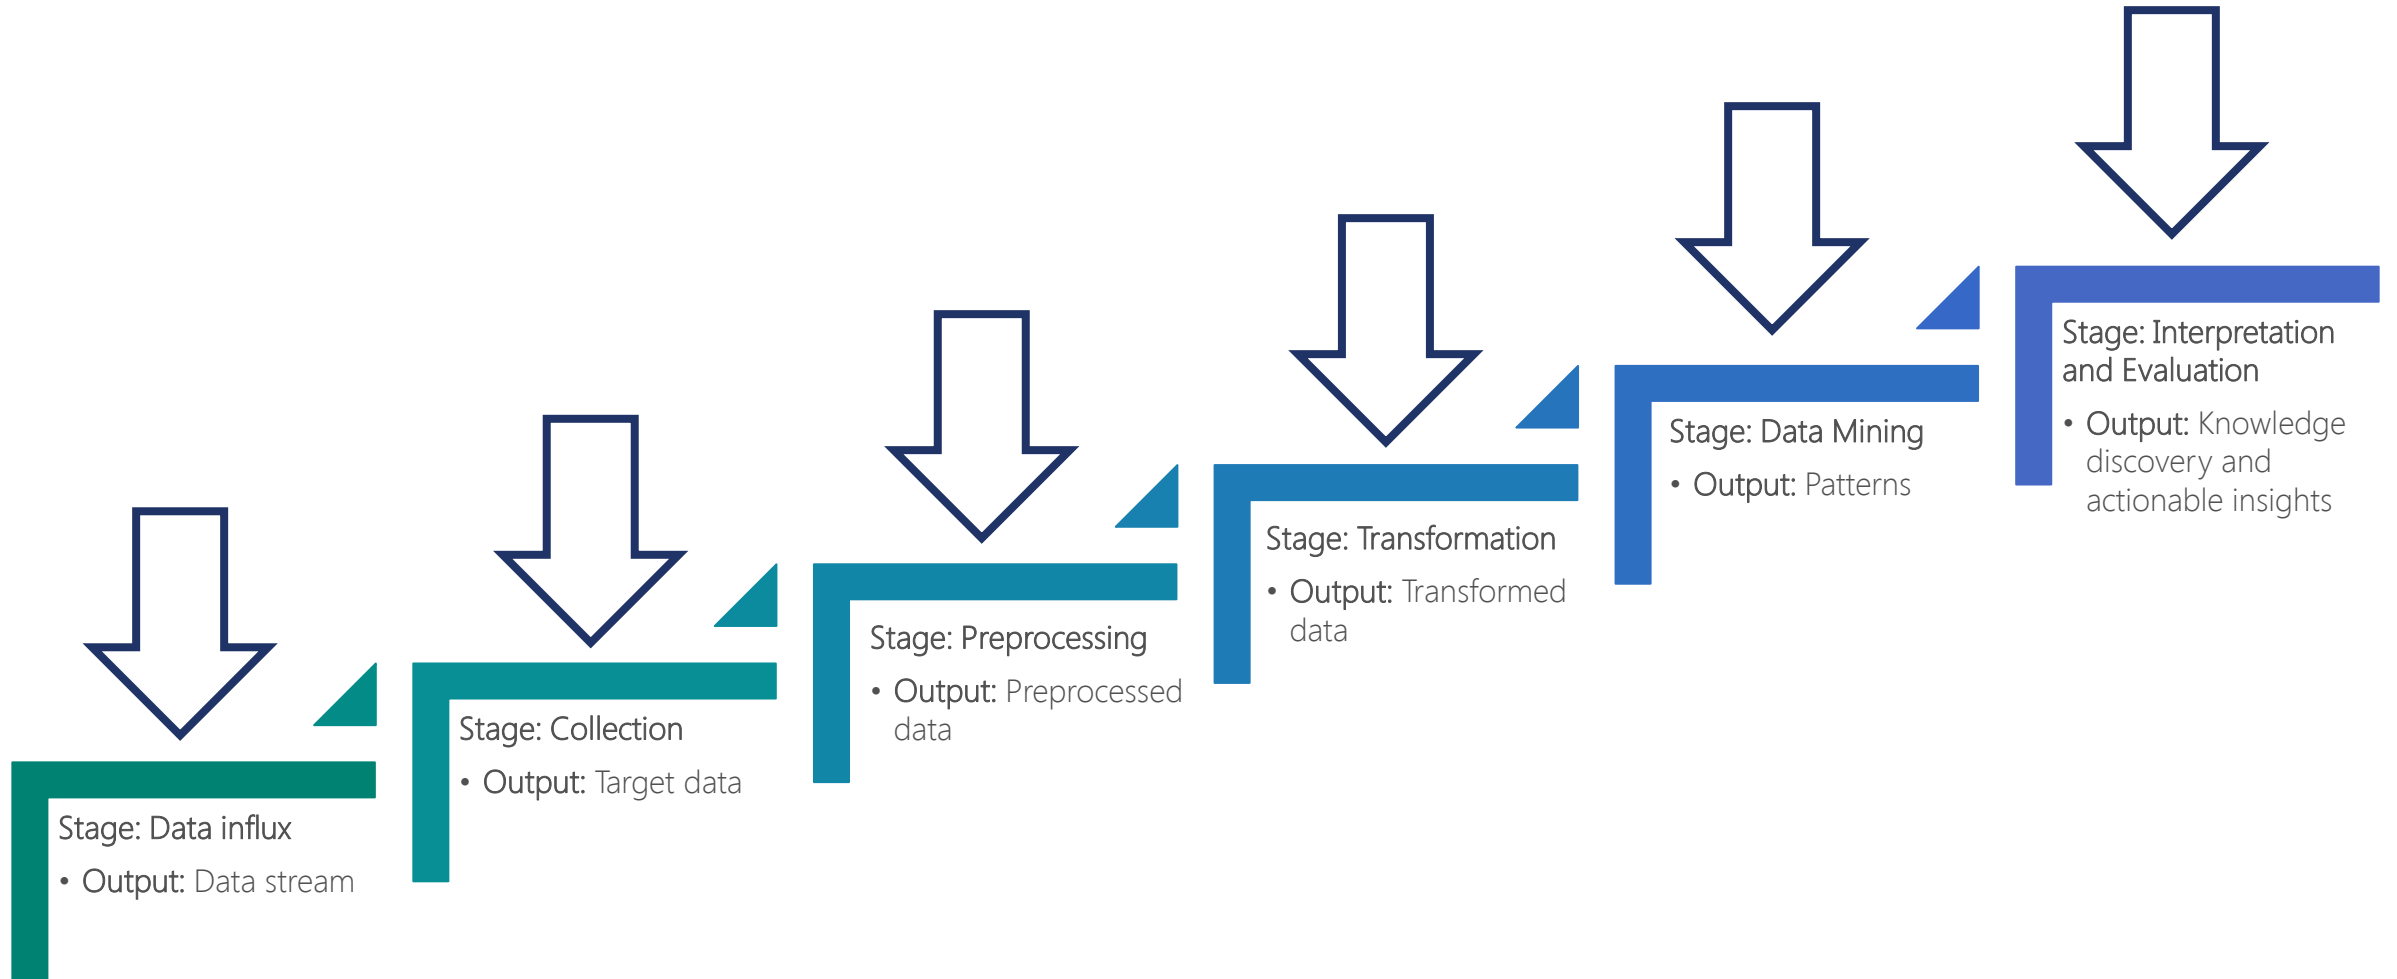 Stage: Data influx
• Output: Data stream
Stage: Collection
• Output: Target data
Stage: Preprocessing
• Output: Preprocessed
data
Stage: Transformation
• Output: Transformed
data
Stage: Data Mining
• Output: Patterns
Stage: Interpretation
and Evaluation
• Output: Knowledge
discovery and
actionable insights